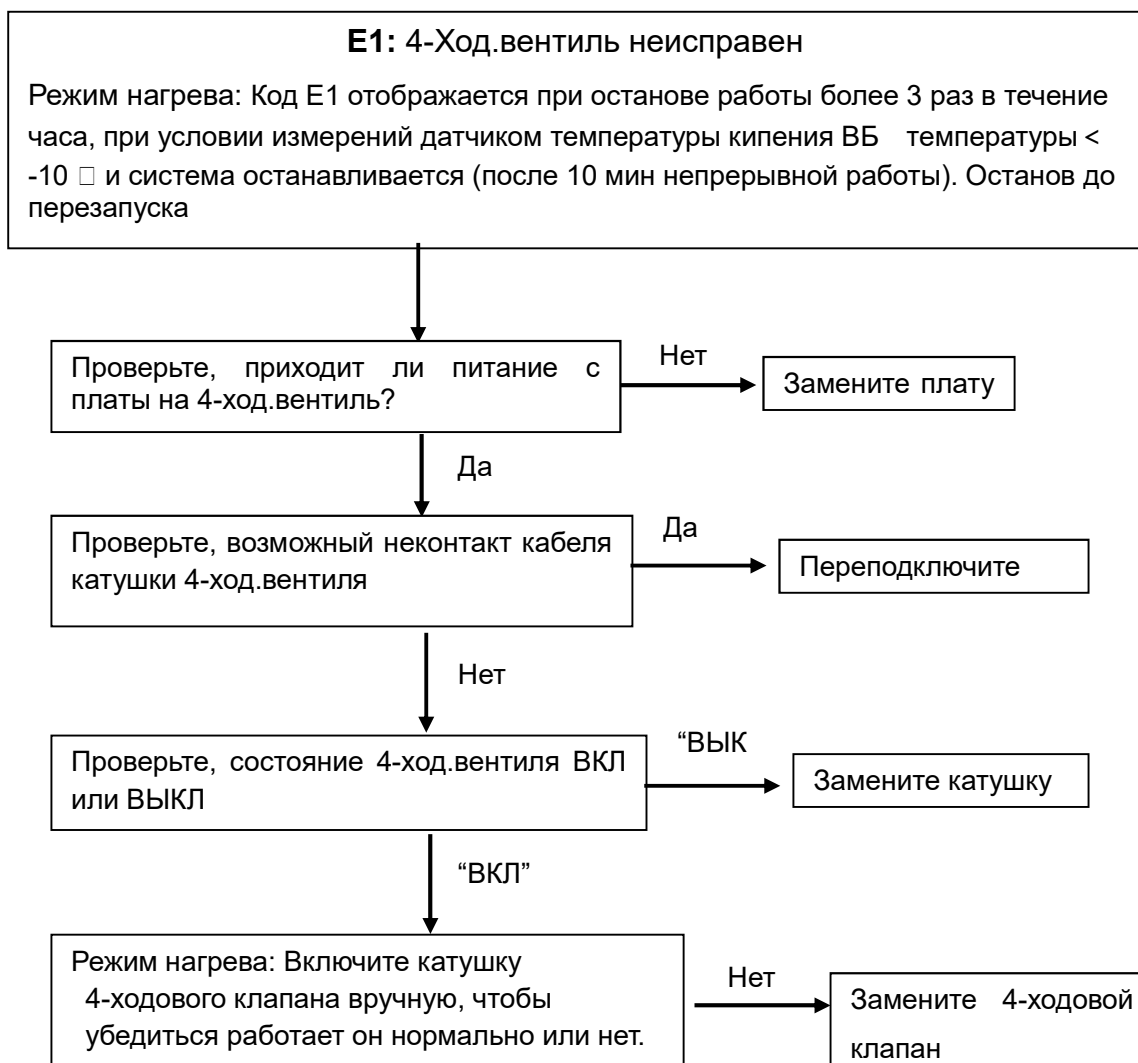 E1: 4-Ход.вентиль неисправен
Режим нагрева: Код Е1 отображается при останове работы более 3 раз в течение
часа, при условии измерений датчиком температуры кипения ВБ температуры <
-10 □ и система останавливается (после 10 мин непрерывной работы). Останов до
перезапуска
Проверьте, приходит ли питание с
платы на 4-ход.вентиль?
Нет
Замените плату
Да
Проверьте, возможный неконтакт кабеля
катушки 4-ход.вентиля
Да
Переподключите
Нет
Проверьте, состояние 4-ход.вентиля ВКЛ
или ВЫКЛ
“ВЫК
Замените катушку
“ВКЛ”
Режим нагрева: Включите катушку
4-ходового клапана вручную, чтобы
убедиться работает он нормально или нет.
Нет
Замените 4-ходовой
клапан